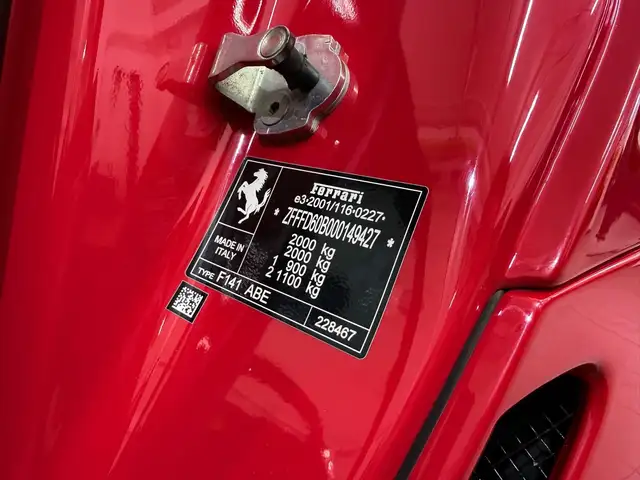 Ferrari
e3*2001/116*0227*
* ZFFFD60B000149427 *
2000 kg
2000 kg
1 900 kg
2 1100 kg
MADE IN
ITALY
TYPE F141 ABE
228467